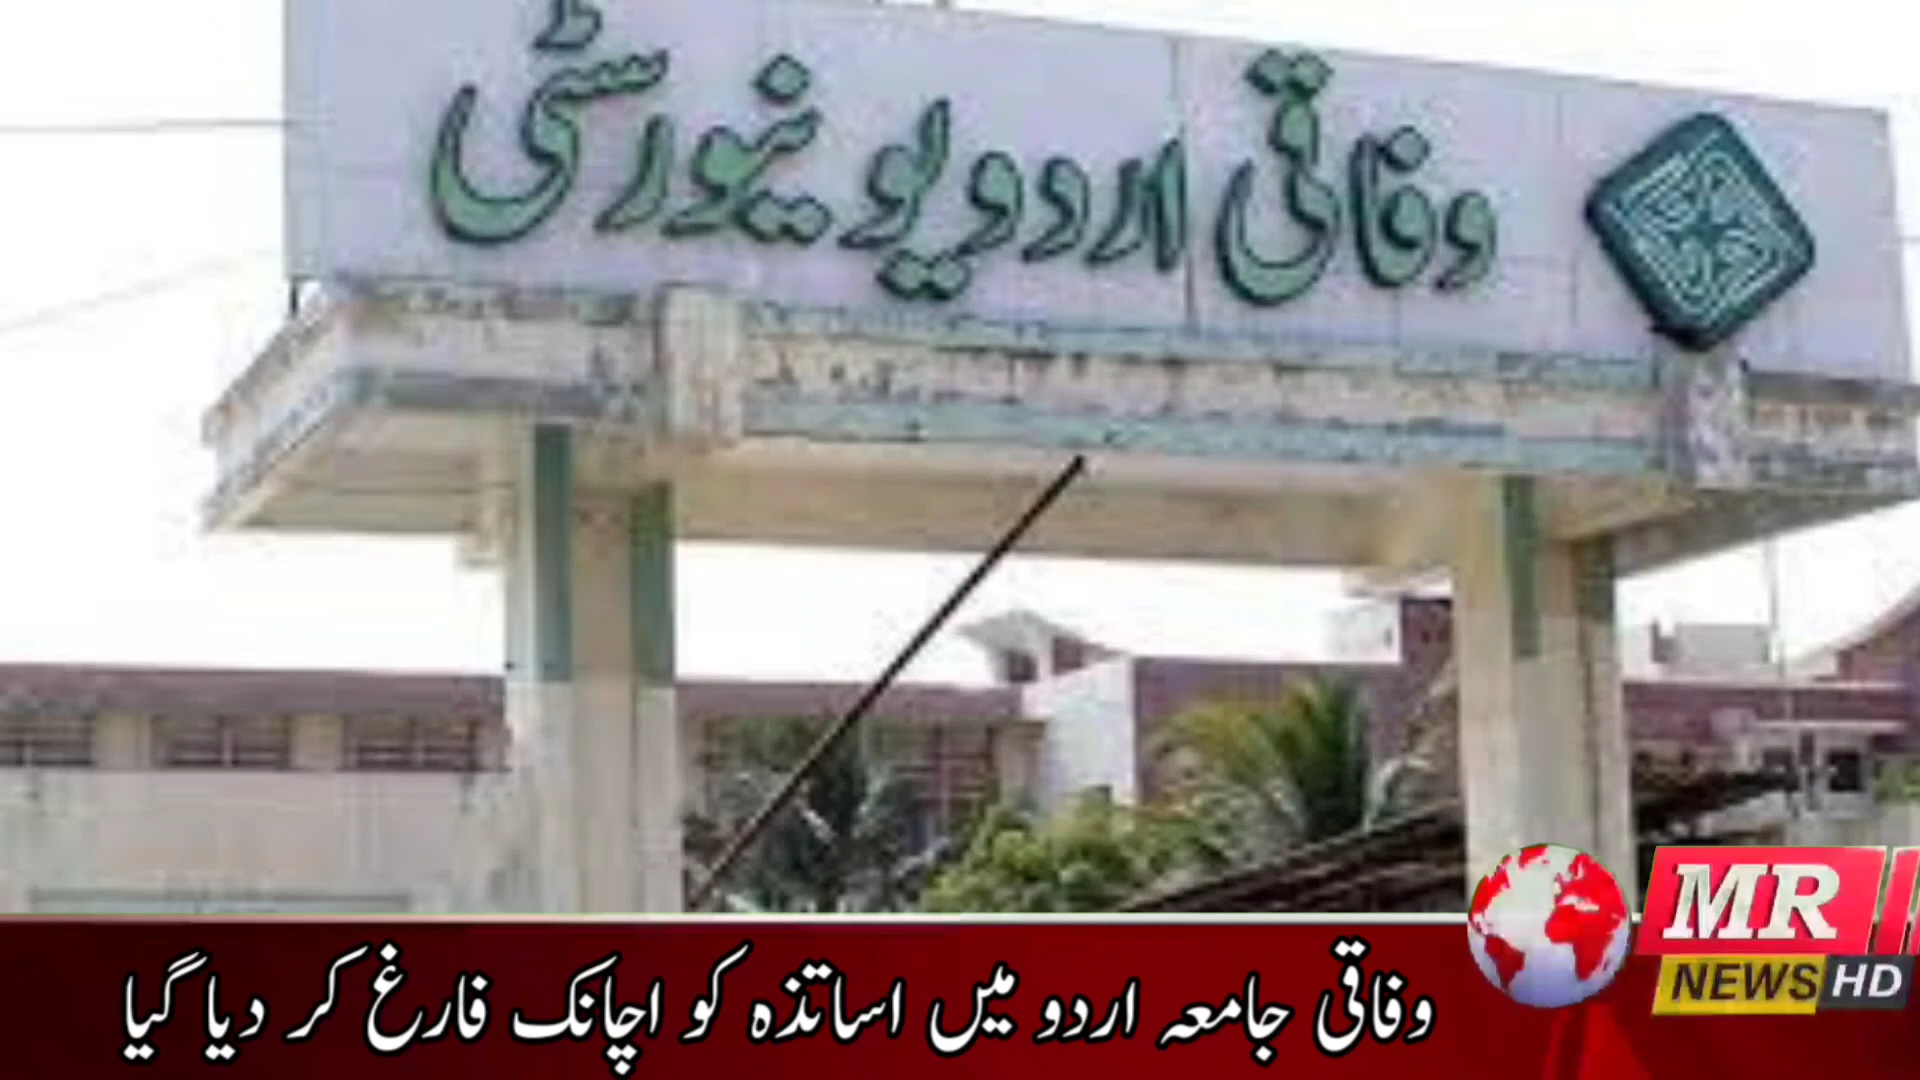 وفاقی اردو یونیورسٹی
MR
NEWS HD
وفاقی جامعہ اردو میں اساتذہ کو اچانک فارغ کر دیا گیا